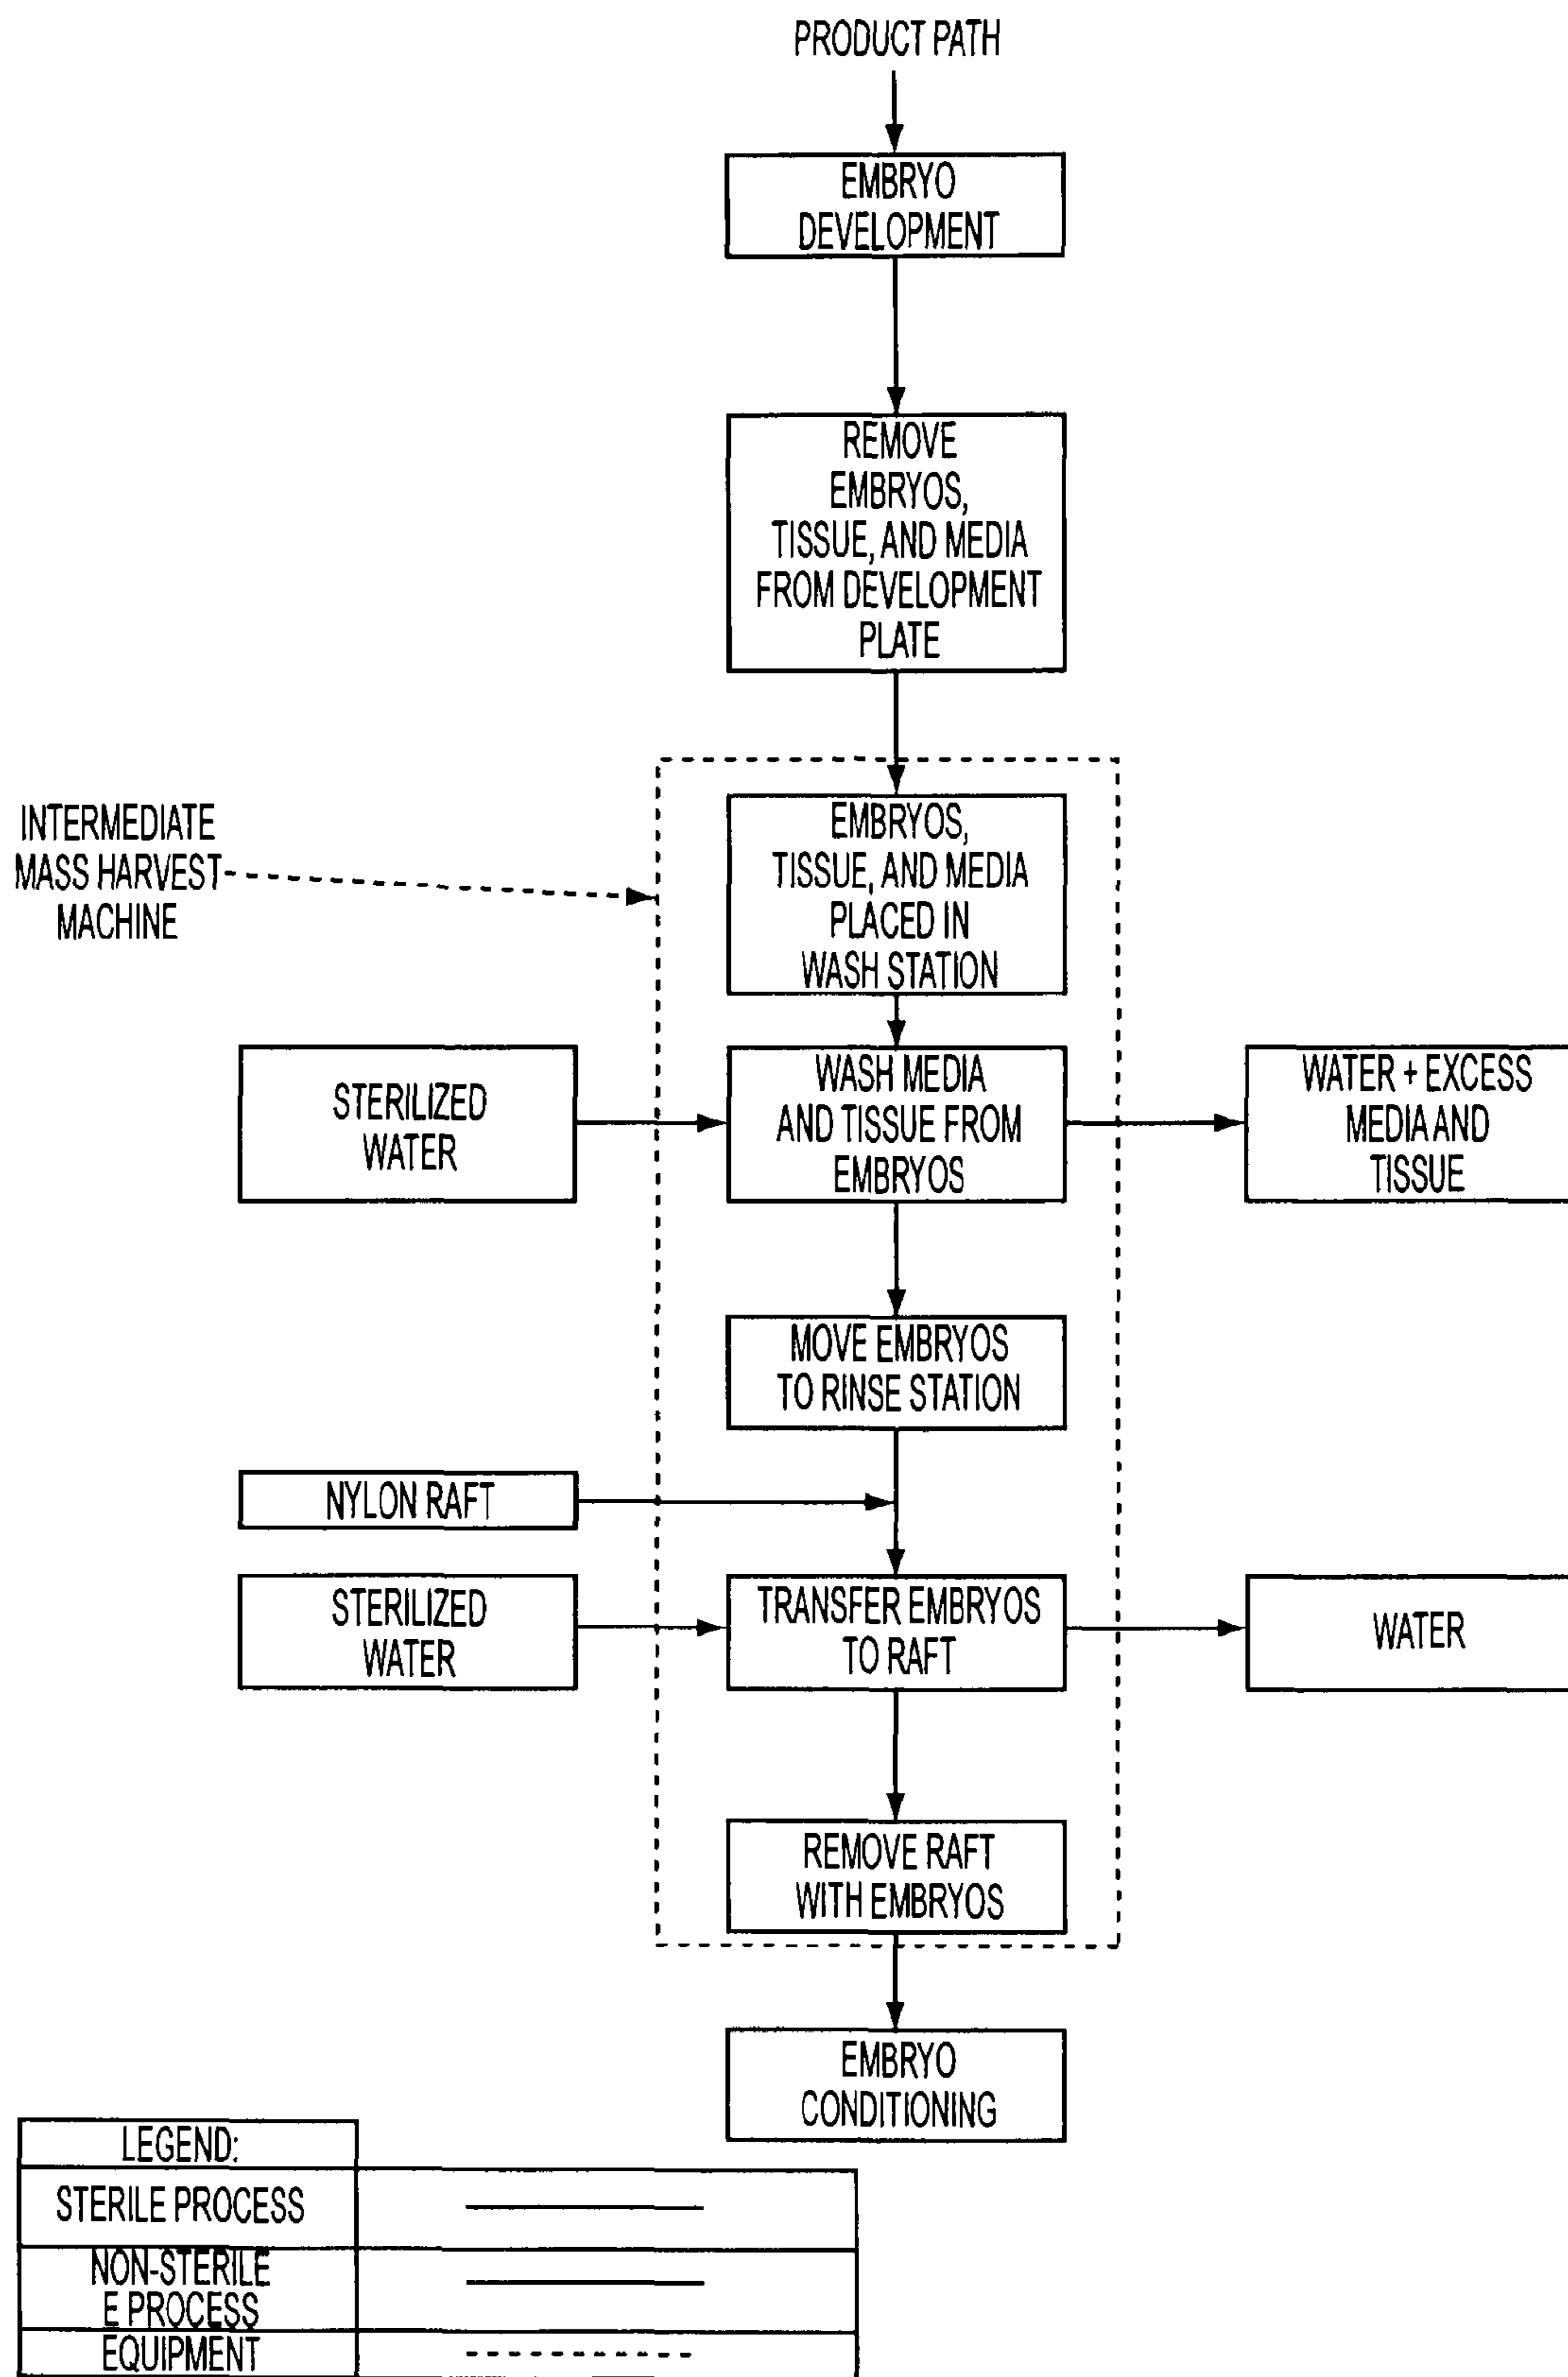 PRODUCT PATH
EMBRYO
DEVELOPMENT
REMOVE
EMBRYOS,
TISSUE, AND MEDIA
FROM DEVELOPMENT
PLATE
INTERMEDIATE
MASS HARVEST
MACHINE
EMBRYOS,
TISSUE, AND MEDIA
PLACED IN
WASH STATION
STERILIZED
WATER
WASH MEDIA
AND TISSUE FROM
EMBRYOS
WATER + EXCESS
MEDIA AND
TISSUE
MOVE EMBRYOS
TO RINSE STATION
NYLON RAFT
STERILIZED
WATER
TRANSFER EMBRYOS
TO RAFT
WATER
REMOVE RAFT
WITH EMBRYOS
EMBRYO
CONDITIONING
LEGEND:
STERILE PROCESS
NON-STERILE
E PROCESS
EQUIPMENT